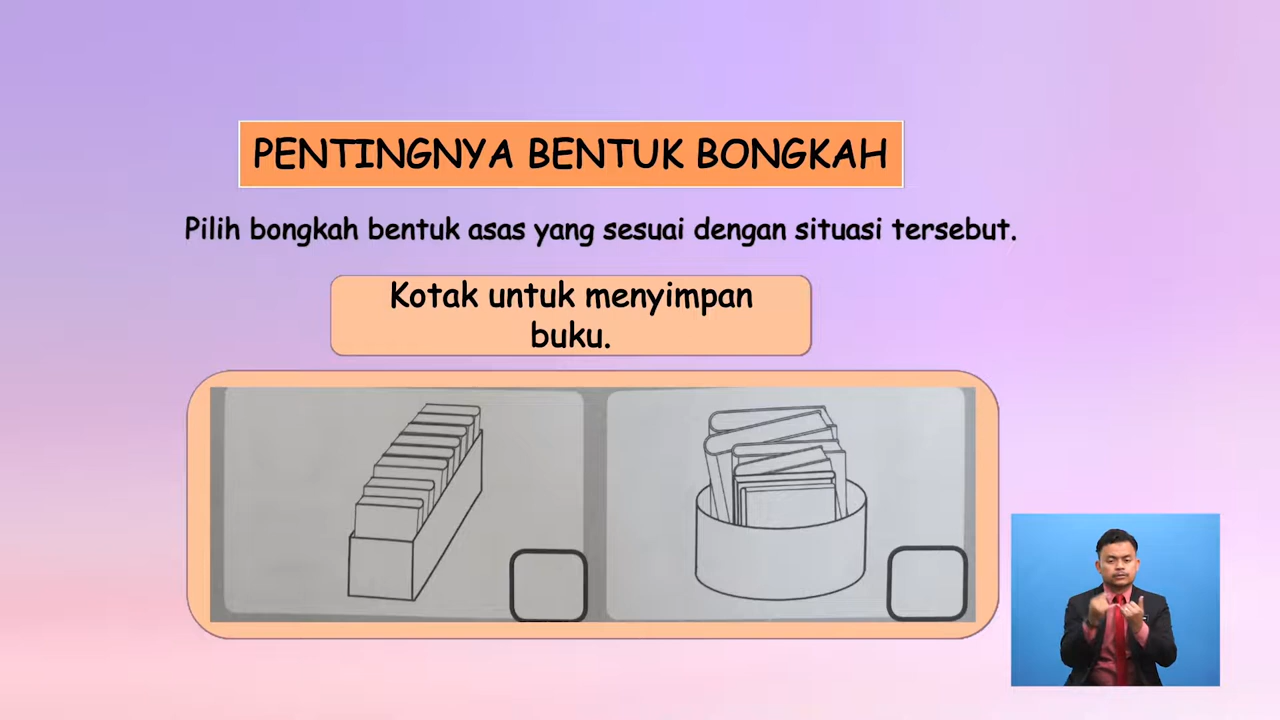 PENTINGNYA BENTUK BONGKAH
Pilih bongkah bentuk asas yang sesuai dengan situasi tersebut.
Kotak untuk menyimpan
buku.